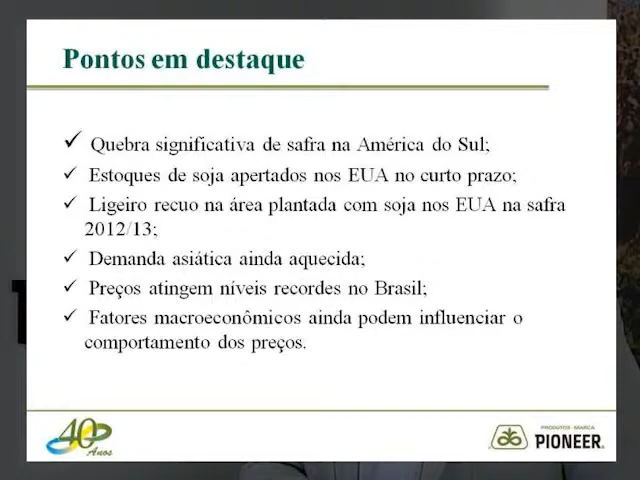 Pontos em destaque
✓ Quebra significativa de safra na América do Sul;
✓ Estoques de soja apertados nos EUA no curto prazo;
✓ Ligeiro recuo na área plantada com soja nos EUA na safra
2012/13;
✓ Demanda asiática ainda aquecida;
✓ Preços atingem níveis recordes no Brasil;
✓ Fatores macroeconômicos ainda podem influenciar o
comportamento dos preços.
40
Anos
PRODUTOS · MARCA
PIONEER.